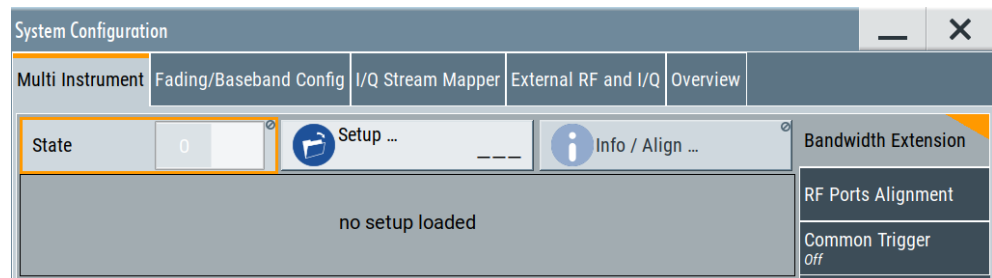 System Configuration
Multi Instrument Fading/Baseband Config I/Q Stream Mapper External RF and I/Q Overview
State 0 Setup ... _ _ _ Info / Align ... Bandwidth Extension
RF Ports Alignment
no setup loaded
Common Trigger
Off